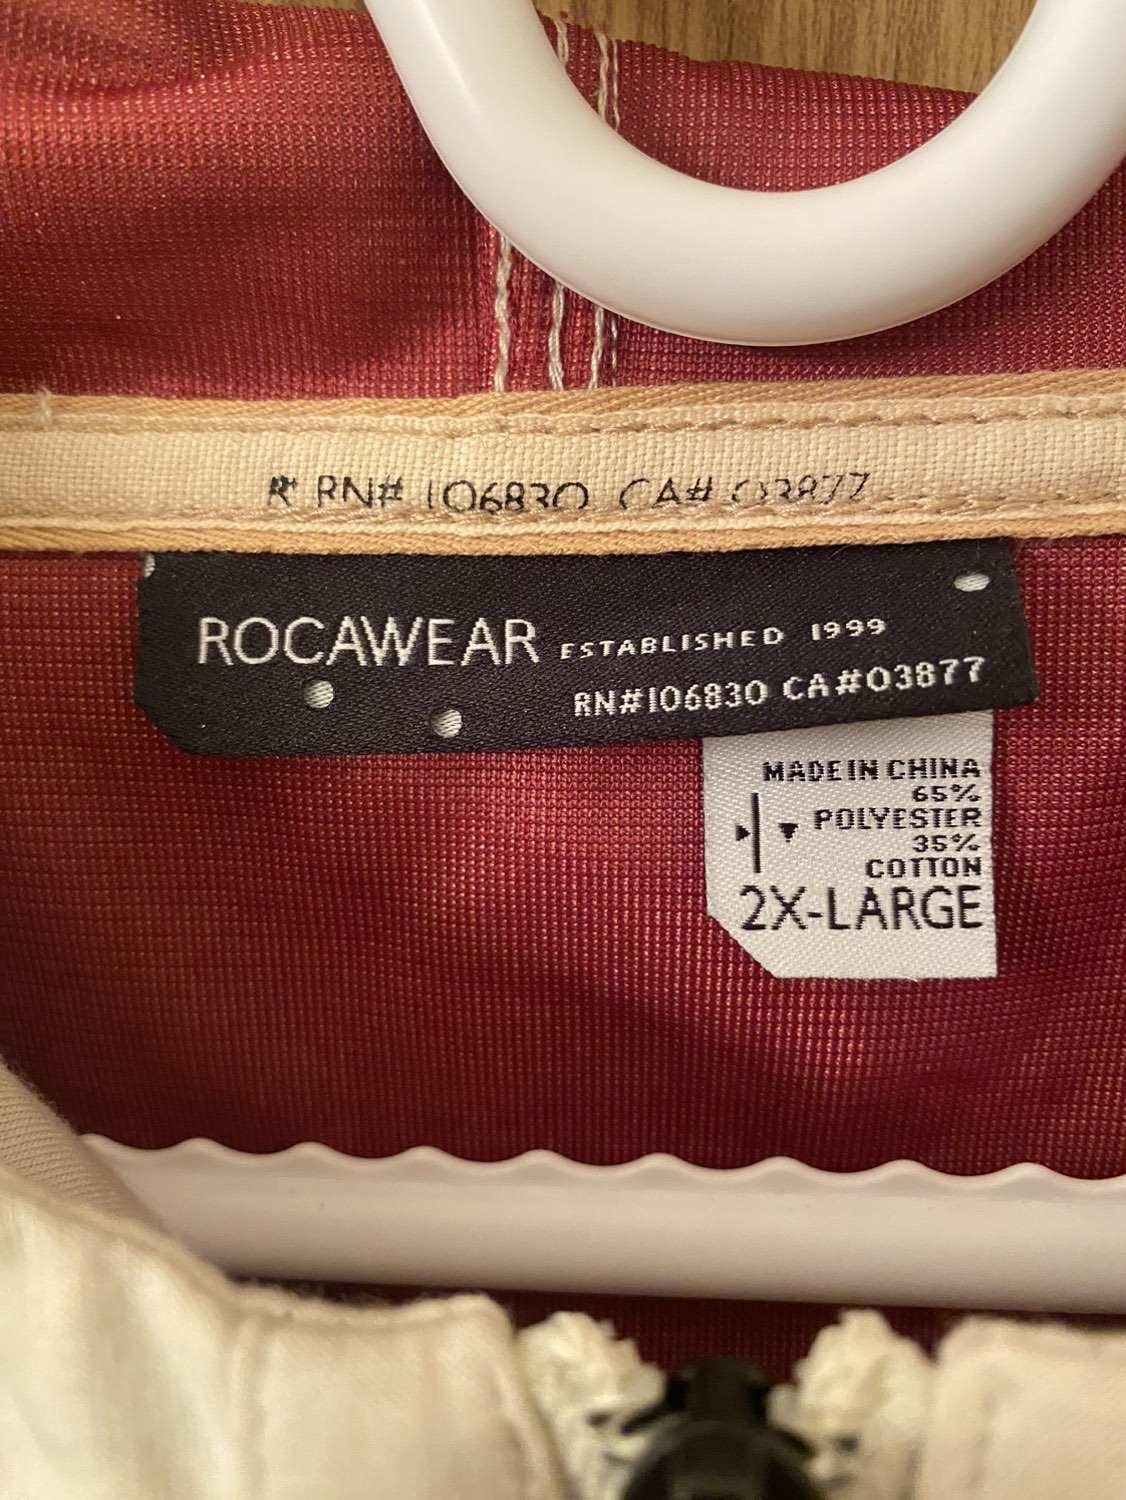 R RN# 106830 CA# 03877
ROCAWEAR ESTABLISHED 1999
RN#106830 CA#03877
MADE IN CHINA
65%
POLYESTER
35%
COTTON
2X-LARGE